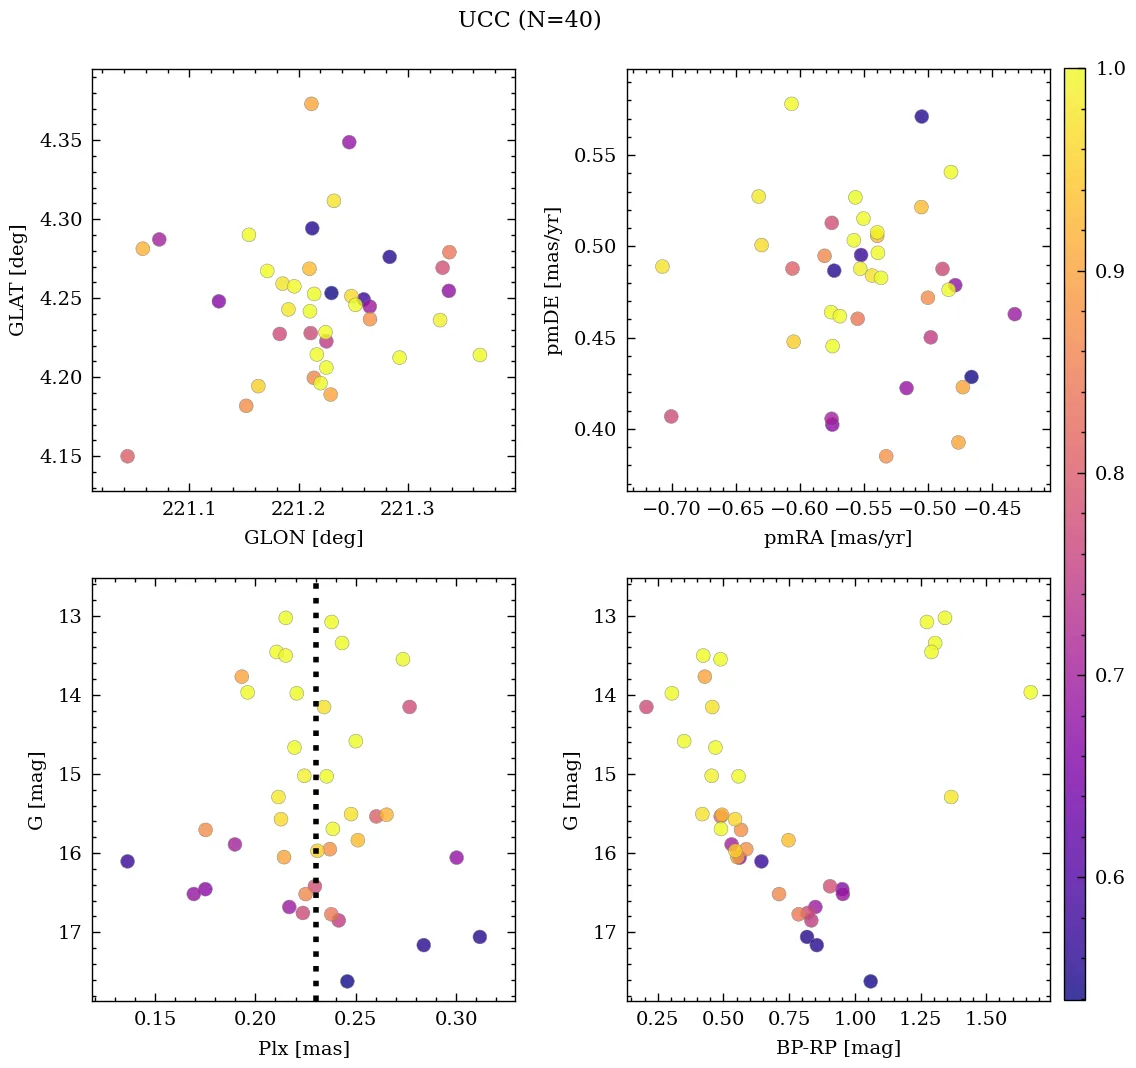 UCC (N=40)
4.35
4.30
4.25
4.20
4.15
GLAT [deg]
221.1 221.2 221.3
GLON [deg]
0.55
0.50
0.45
0.40
pmDE [mas/yr]
−0.70 −0.65 −0.60 −0.55 −0.50 −0.45
pmRA [mas/yr]
1.0
0.9
0.8
0.7
0.6
13
14
15
16
17
G [mag]
0.15 0.20 0.25 0.30
Plx [mas]
13
14
15
16
17
G [mag]
0.25 0.50 0.75 1.00 1.25 1.50
BP-RP [mag]